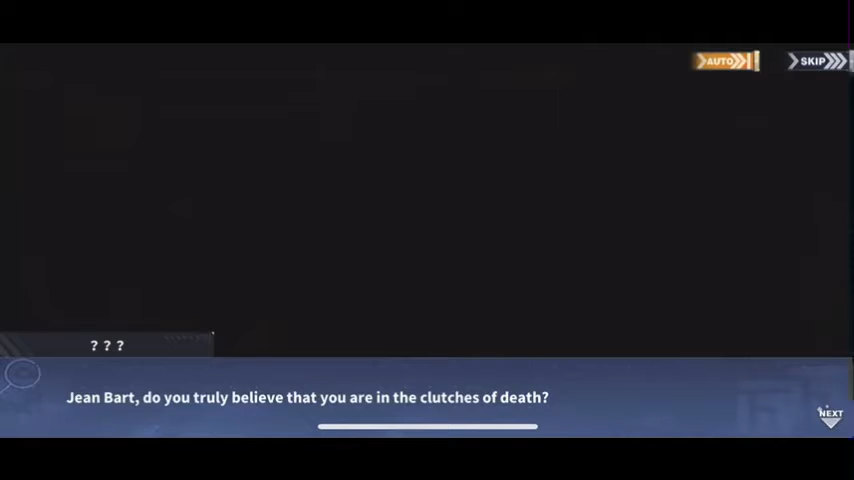 AUTO
SKIP
? ? ?
Jean Bart, do you truly believe that you are in the clutches of death?
NEXT